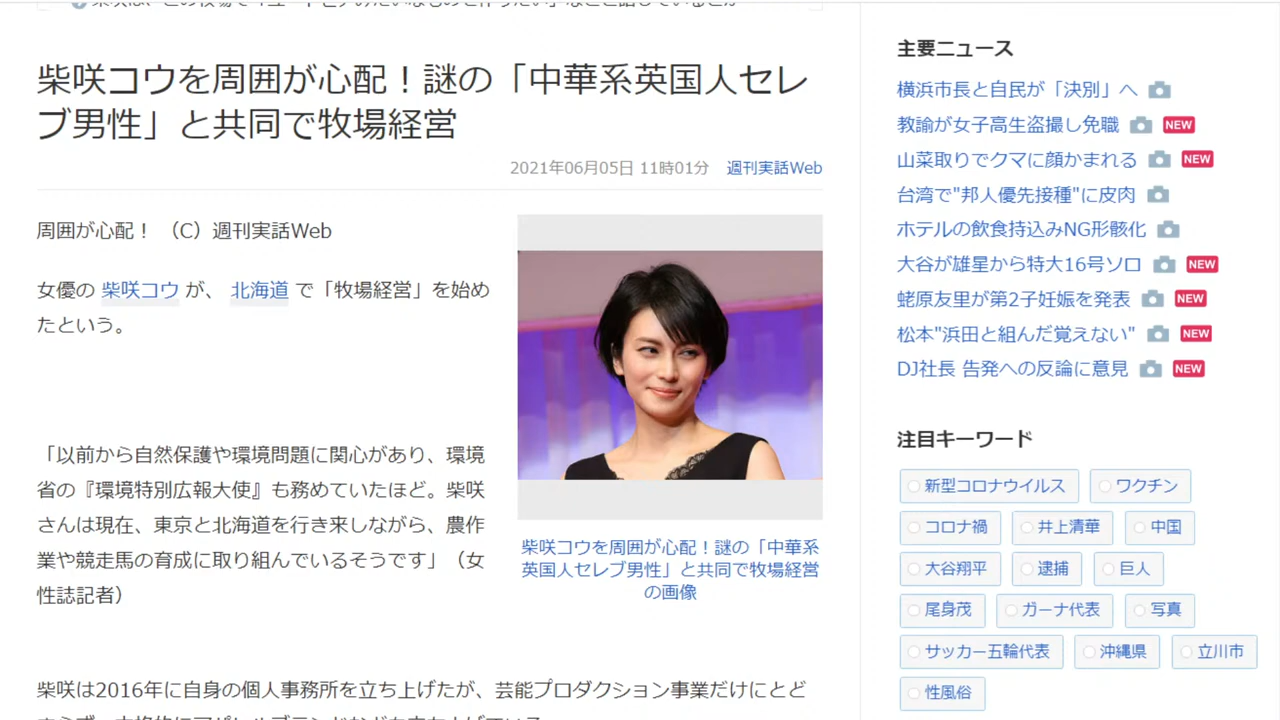 柴咲コウを周囲が心配！謎の「中華系英国人セレ
ブ男性」と共同で牧場経営
2021年06月05日 11時01分 週刊実話Web
周囲が心配！ （C）週刊実話Web
女優の 柴咲コウ が、 北海道 で「牧場経営」を始め
たという。
「以前から自然保護や環境問題に関心があり、環境
省の『環境特別広報大使』も務めていたほど。柴咲
さんは現在、東京と北海道を行き来しながら、農作
業や競走馬の育成に取り組んでいるそうです」（女
性誌記者）
柴咲コウを周囲が心配！謎の「中華系
英国人セレブ男性」と共同で牧場経営
の画像
柴咲は2016年に自身の個人事務所を立ち上げたが、芸能プロダクション事業だけにとど
主要ニュース
横浜市長と自民が「決別」へ
教諭が女子高生盗撮し免職 NEW
山菜取りでクマに顔かまれる NEW
台湾で"邦人優先接種"に皮肉
ホテルの飲食持込みNG形骸化
大谷が雄星から特大16号ソロ NEW
蛯原友里が第2子妊娠を発表 NEW
松本"浜田と組んだ覚えない" NEW
DJ社長 告発への反論に意見 NEW
注目キーワード
新型コロナウイルス ワクチン
コロナ禍 井上清華 中国
大谷翔平 逮捕 巨人
尾身茂 ガーナ代表 写真
サッカー五輪代表 沖縄県 立川市
性風俗